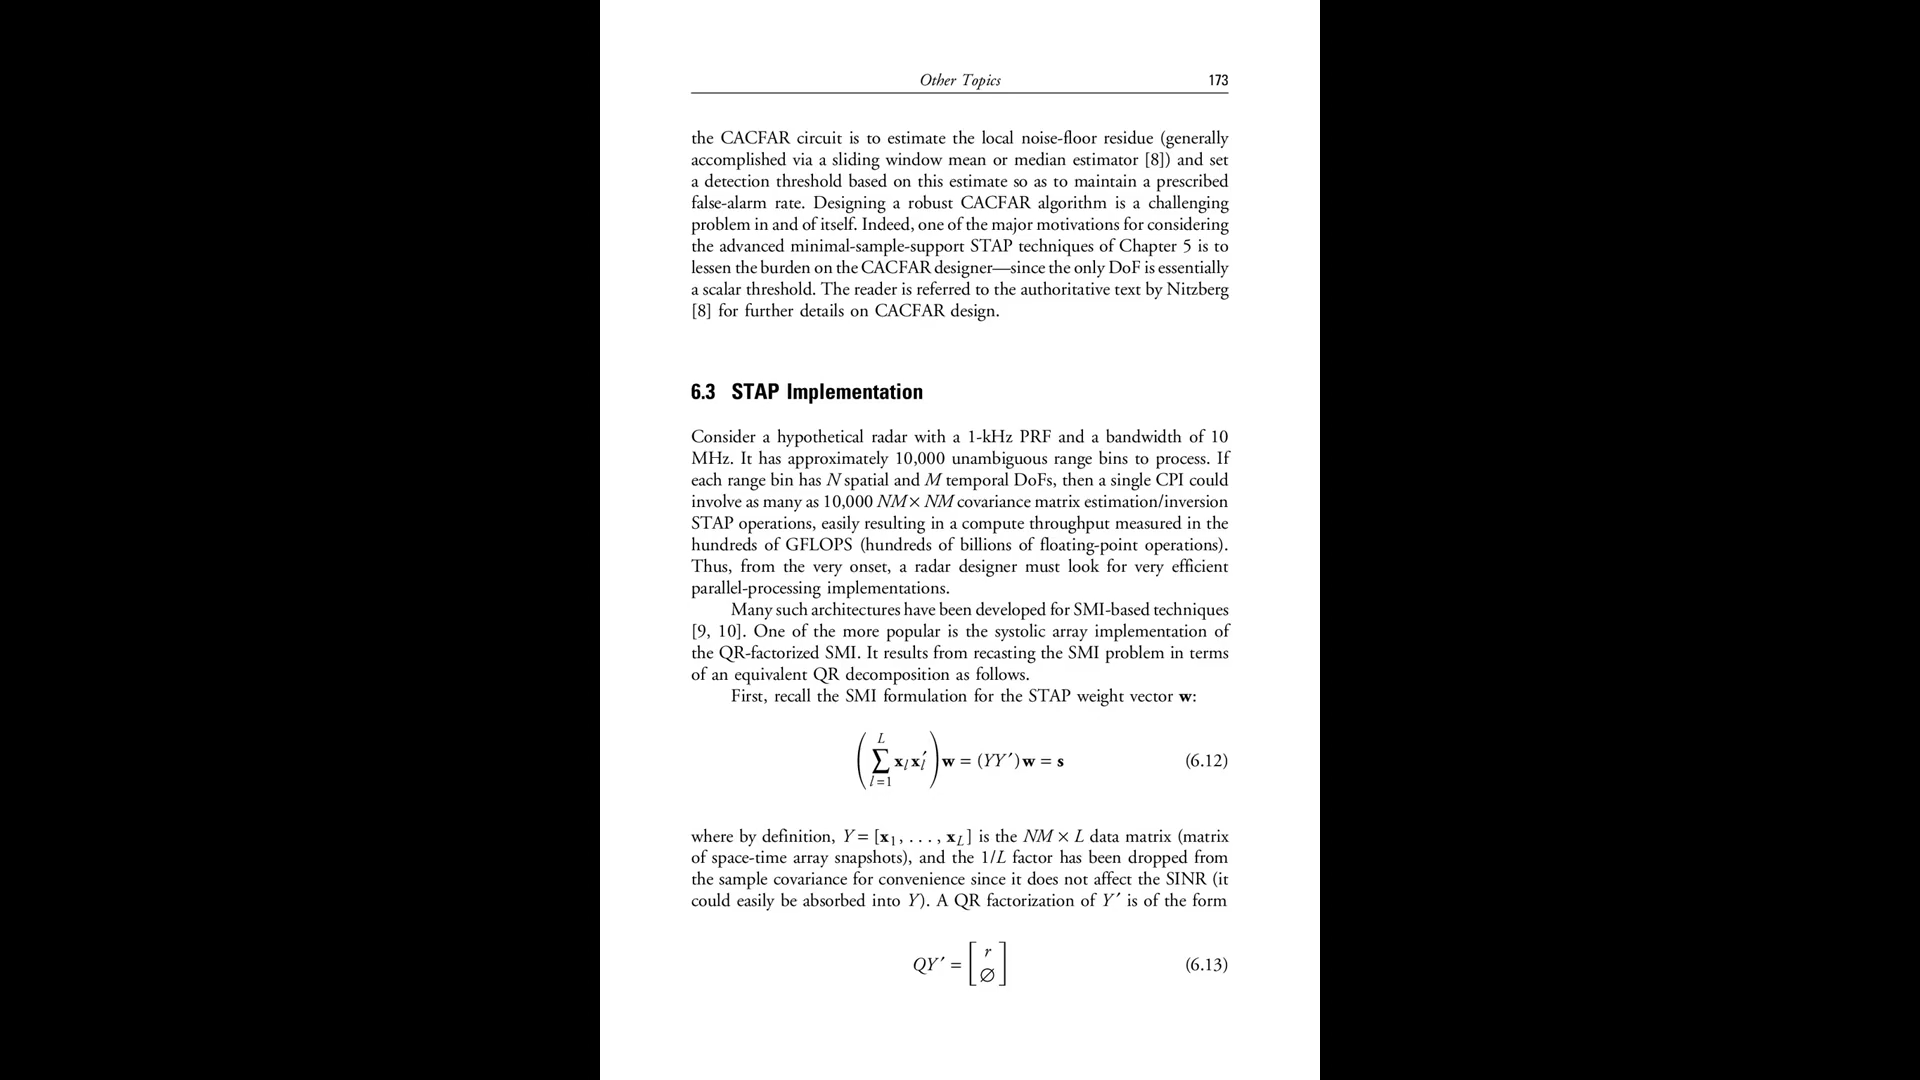 Other Topics 173
the CACFAR circuit is to estimate the local noise-floor residue (generally
accomplished via a sliding window mean or median estimator [8]) and set
a detection threshold based on this estimate so as to maintain a prescribed
false-alarm rate. Designing a robust CACFAR algorithm is a challenging
problem in and of itself. Indeed, one of the major motivations for considering
the advanced minimal-sample-support STAP techniques of Chapter 5 is to
lessen the burden on the CACFAR designer—since the only DoF is essentially
a scalar threshold. The reader is referred to the authoritative text by Nitzberg
[8] for further details on CACFAR design.
6.3 STAP Implementation
Consider a hypothetical radar with a 1-kHz PRF and a bandwidth of 10
MHz. It has approximately 10,000 unambiguous range bins to process. If
each range bin has N spatial and M temporal DoFs, then a single CPI could
involve as many as 10,000 NM × NM covariance matrix estimation/inversion
STAP operations, easily resulting in a compute throughput measured in the
hundreds of GFLOPS (hundreds of billions of floating-point operations).
Thus, from the very onset, a radar designer must look for very efficient
parallel-processing implementations.
Many such architectures have been developed for SMI-based techniques
[9, 10]. One of the more popular is the systolic array implementation of
the QR-factorized SMI. It results from recasting the SMI problem in terms
of an equivalent QR decomposition as follows.
First, recall the SMI formulation for the STAP weight vector w:
(∑_{l=1}^{L} x_l x_l′) w = (YY′) w = s (6.12)
where by definition, Y = [x₁, . . . , x_L] is the NM × L data matrix (matrix
of space-time array snapshots), and the 1/L factor has been dropped from
the sample covariance for convenience since it does not affect the SINR (it
could easily be absorbed into Y). A QR factorization of Y′ is of the form
QY′ = [r ∅] (6.13)